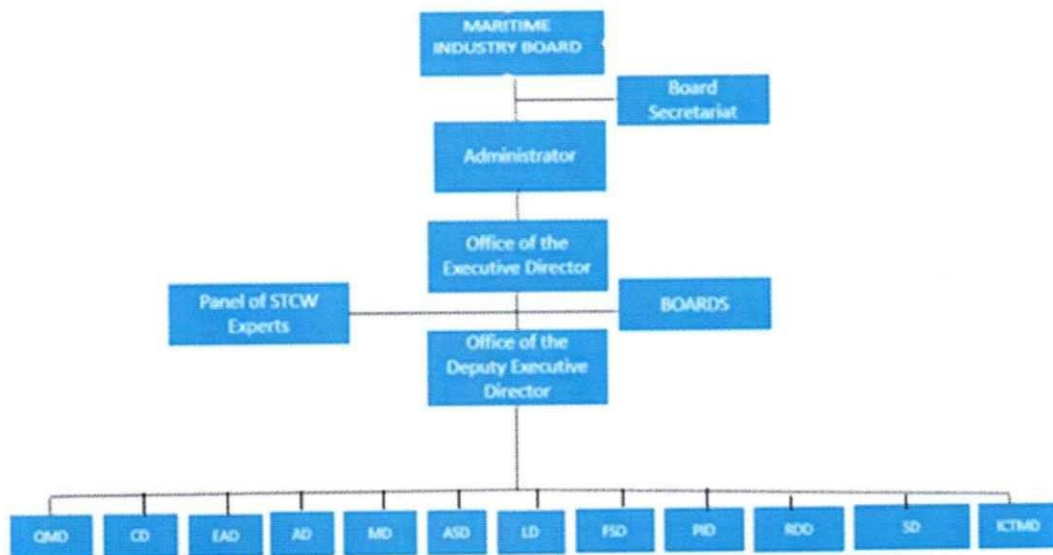 MARITIME
INDUSTRY BOARD
Board
Secretariat
Administrator
Office of the
Executive Director
Panel of STCW
Experts
BOARDS
Office of the
Deputy Executive
Director
QMD CD EAD AD MD ASD LD FSD PID RDD SD ICTMD